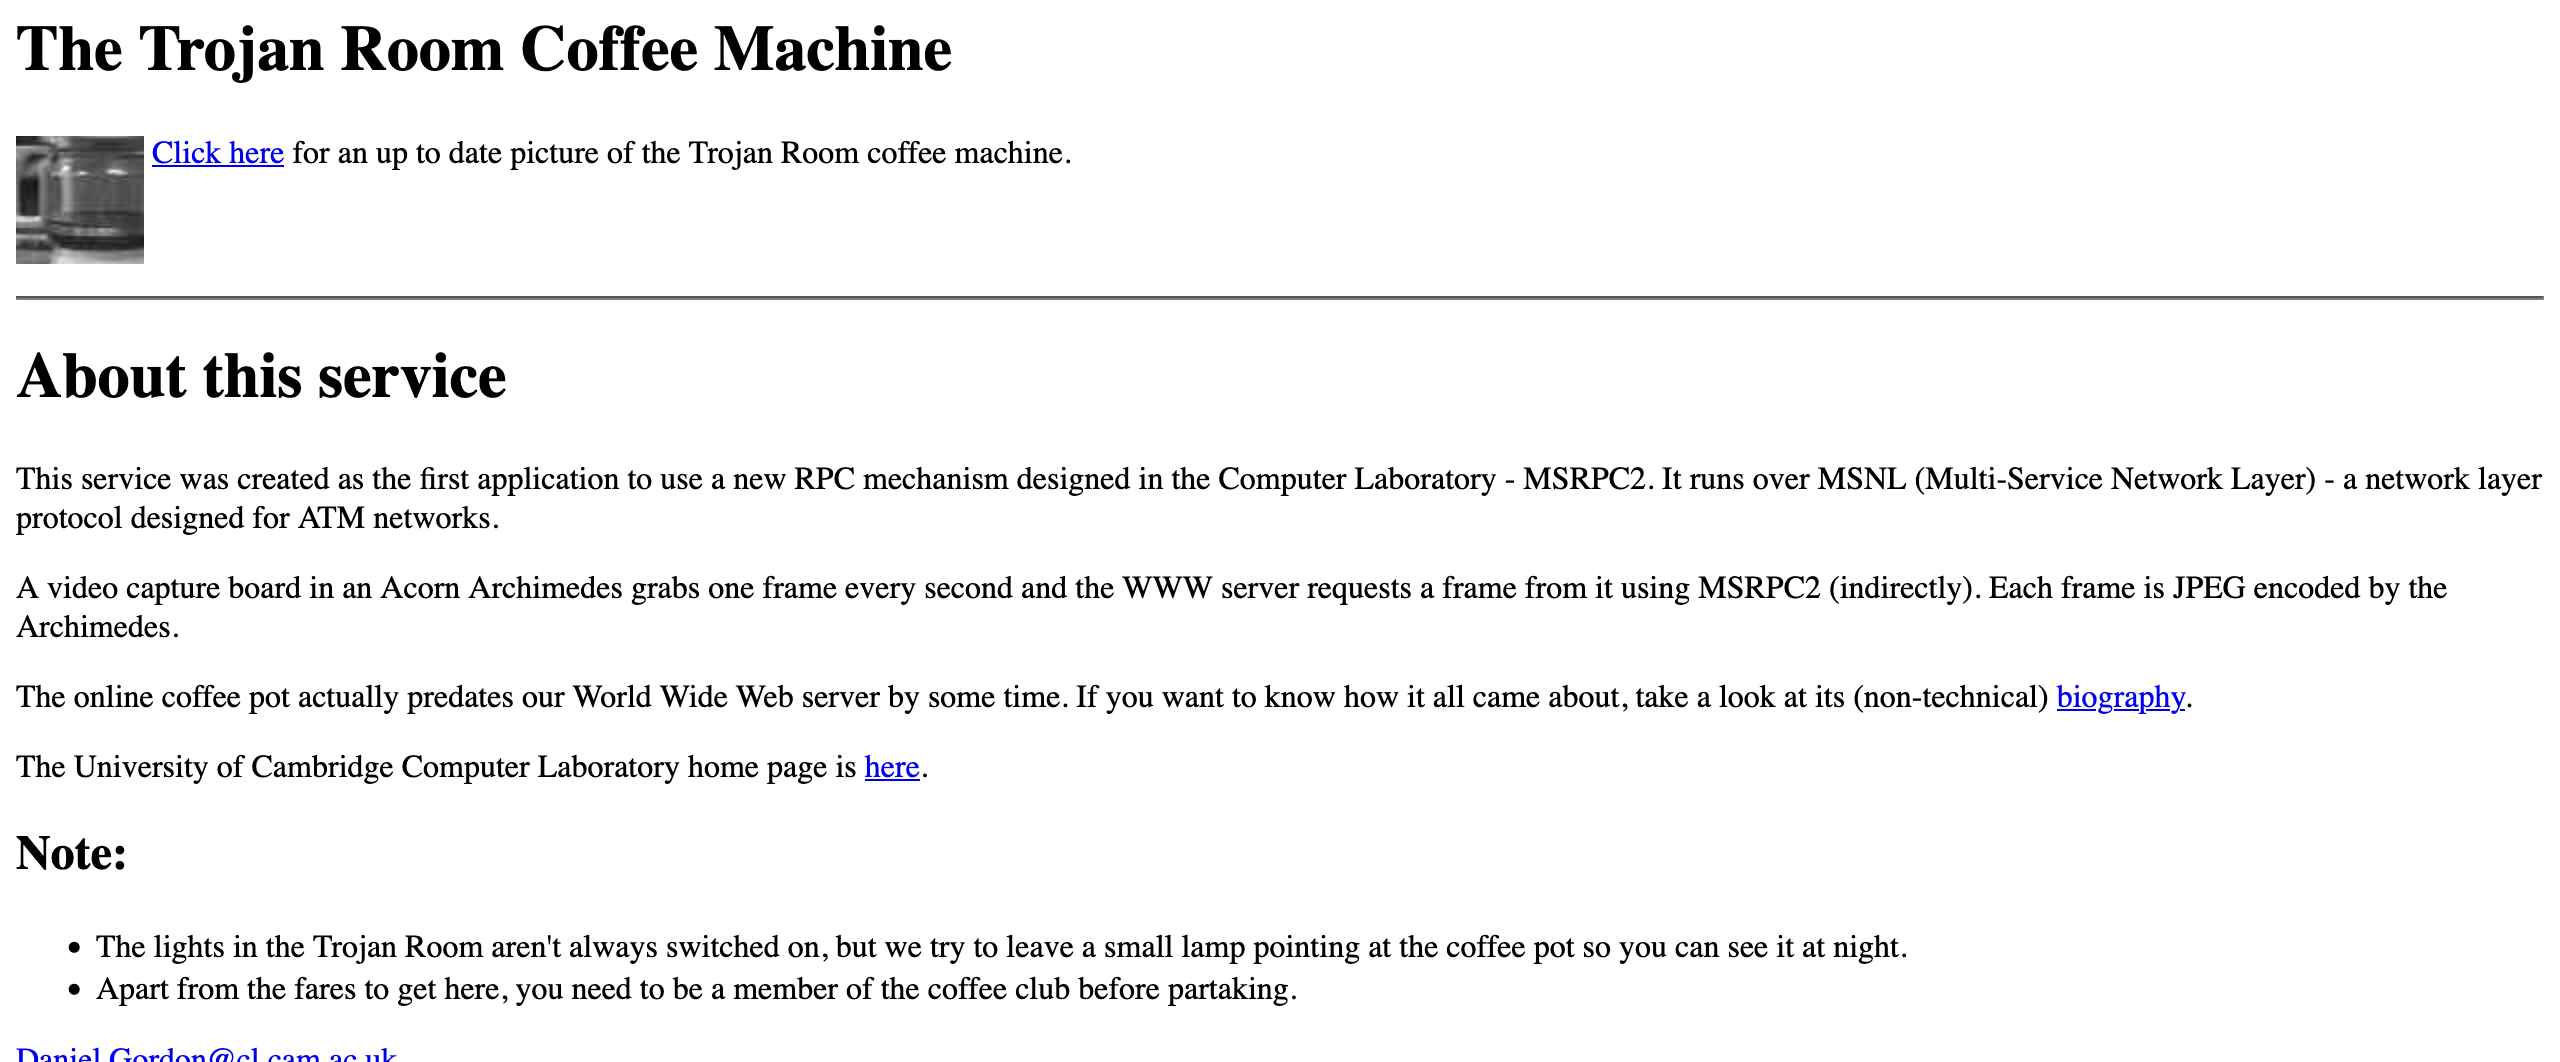 The Trojan Room Coffee Machine
Click here for an up to date picture of the Trojan Room coffee machine.
About this service
This service was created as the first application to use a new RPC mechanism designed in the Computer Laboratory - MSRPC2. It runs over MSNL (Multi-Service Network Layer) - a network layer
protocol designed for ATM networks.
A video capture board in an Acorn Archimedes grabs one frame every second and the WWW server requests a frame from it using MSRPC2 (indirectly). Each frame is JPEG encoded by the
Archimedes.
The online coffee pot actually predates our World Wide Web server by some time. If you want to know how it all came about, take a look at its (non-technical) biography.
The University of Cambridge Computer Laboratory home page is here.
Note:
• The lights in the Trojan Room aren't always switched on, but we try to leave a small lamp pointing at the coffee pot so you can see it at night.
• Apart from the fares to get here, you need to be a member of the coffee club before partaking.
Daniel.Gordon@cl.cam.ac.uk